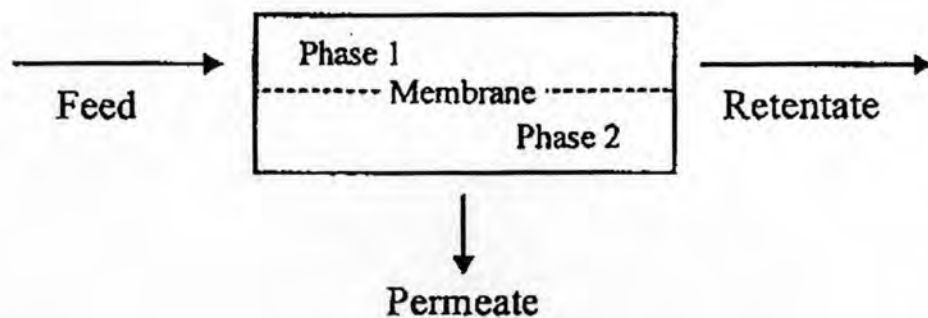 Phase 1
Feed
Membrane
Retentate
Phase 2
Permeate